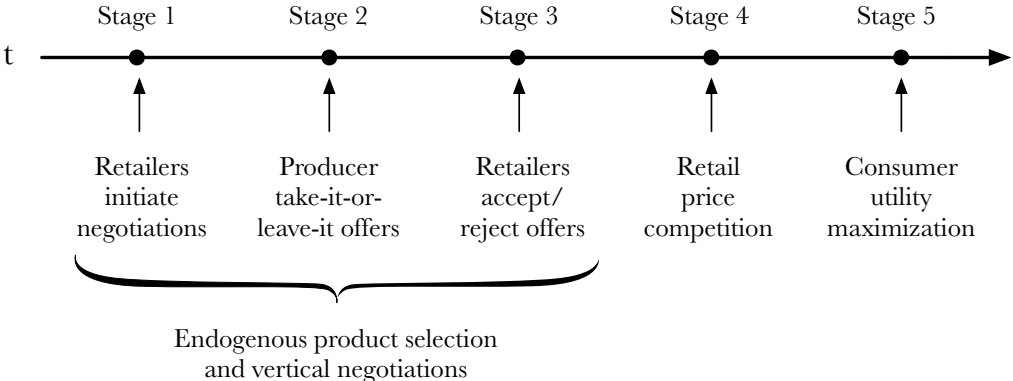 Stage 1 Stage 2 Stage 3 Stage 4 Stage 5
t
Retailers
initiate
negotiations
Producer
take-it-or-
leave-it offers
Retailers
accept/
reject offers
Retail
price
competition
Consumer
utility
maximization
Endogenous product selection
and vertical negotiations